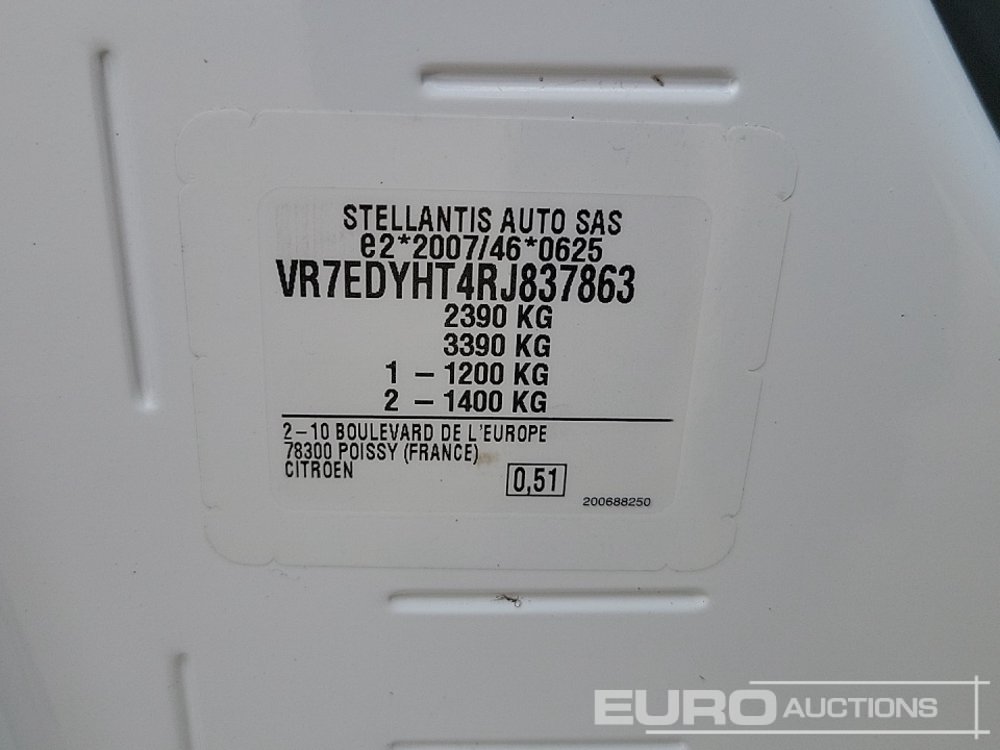 STELLANTIS AUTO SAS
e2*2007/46*0625
VR7EDYHT4RJ837863
2390 KG
3390 KG
1 - 1200 KG
2 - 1400 KG
2-10 BOULEVARD DE L'EUROPE
78300 POISSY (FRANCE)
CITROEN
0,51
200688250
EURO AUCTIONS